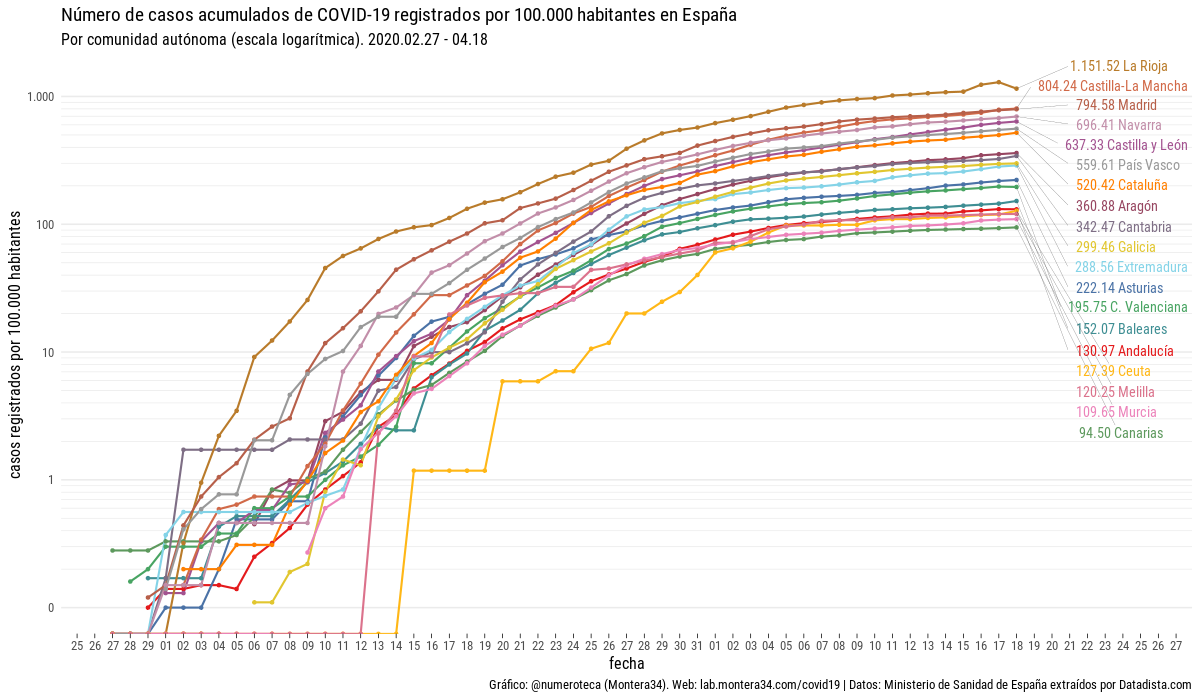 Número de casos acumulados de COVID-19 registrados por 100.000 habitantes en España
Por comunidad autónoma (escala logarítmica). 2020.02.27 - 04.18
casos registrados por 100.000 habitantes
1.000
100
10
1
0
1.151.52 La Rioja
804.24 Castilla-La Mancha
794.58 Madrid
696.41 Navarra
637.33 Castilla y León
559.61 País Vasco
520.42 Cataluña
360.88 Aragón
342.47 Cantabria
299.46 Galicia
288.56 Extremadura
222.14 Asturias
195.75 C. Valenciana
152.07 Baleares
130.97 Andalucía
127.39 Ceuta
120.25 Melilla
109.65 Murcia
94.50 Canarias
25 26 27 28 29 01 02 03 04 05 06 07 08 09 10 11 12 13 14 15 16 17 18 19 20 21 22 23 24 25 26 27 28 29 30 31 01 02 03 04 05 06 07 08 09 10 11 12 13 14 15 16 17 18 19 20 21 22 23 24 25 26 27
fecha
Gráfico: @numeroteca (Montera34). Web: lab.montera34.com/covid19 | Datos: Ministerio de Sanidad de España extraídos por Datadista.com